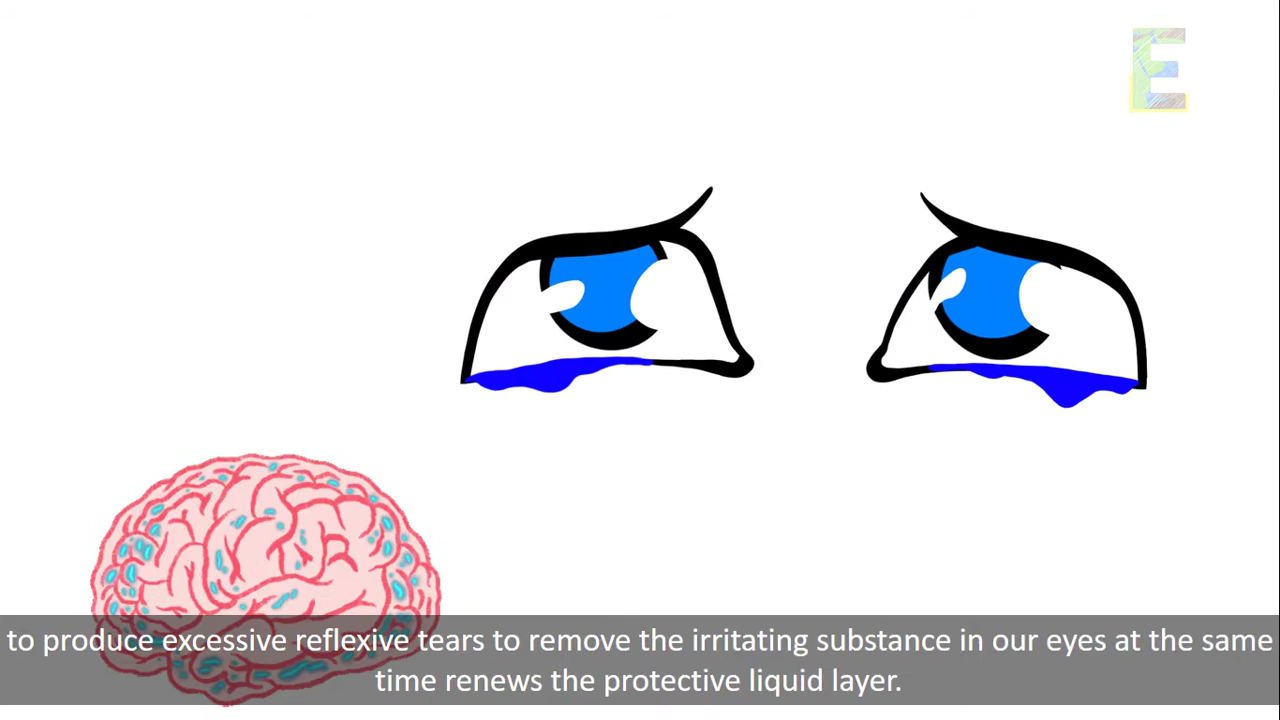 E
to produce excessive reflexive tears to remove the irritating substance in our eyes at the same
time renews the protective liquid layer.